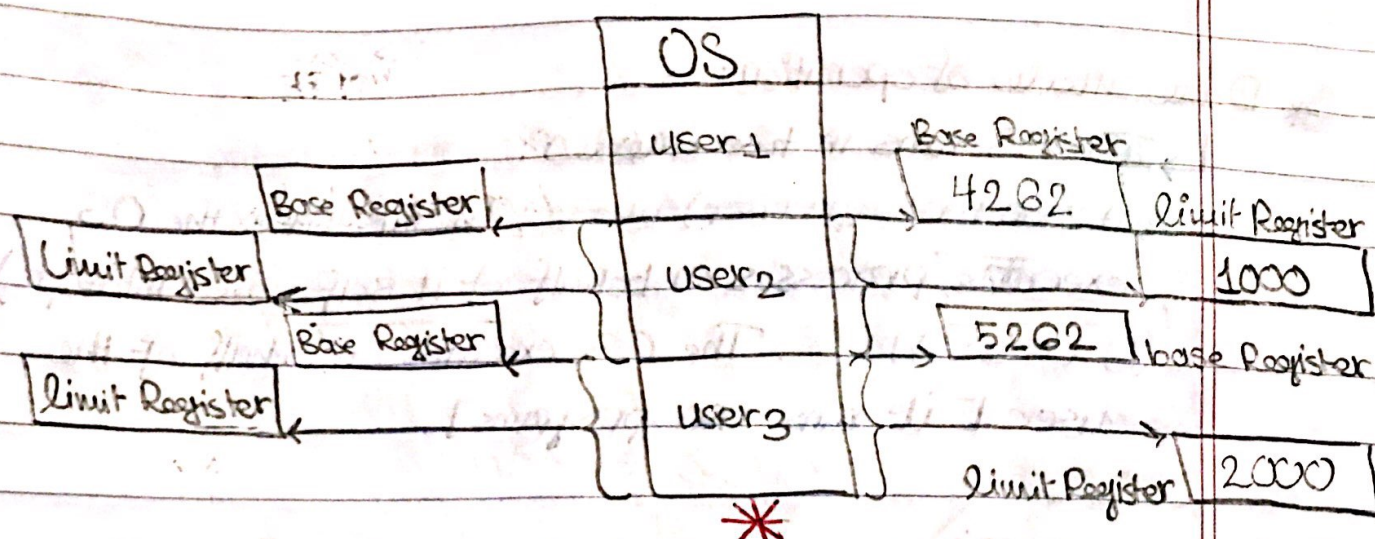 OS
user1
Base Register
Base Register
4262
limit Register
Limit Register
user2
1000
Base Register
5262
base Register
limit Register
user3
limit Register
2000